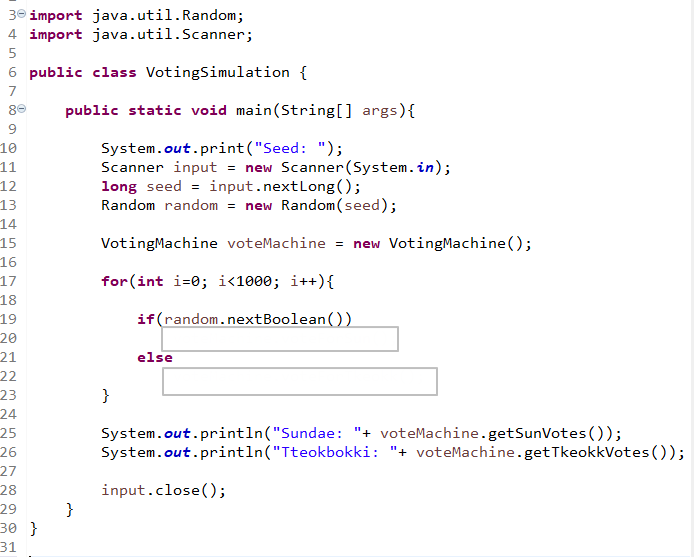 3 import java.util.Random;
4 import java.util.Scanner;
5
6 public class VotingSimulation {
7
8 public static void main(String[] args){
9
10 System.out.print("Seed: ");
11 Scanner input = new Scanner(System.in);
12 long seed = input.nextLong();
13 Random random = new Random(seed);
14
15 VotingMachine voteMachine = new VotingMachine();
16
17 for(int i=0; i<1000; i++){
18
19 if(random.nextBoolean())
20
21 else
22
23 }
24
25 System.out.println("Sundae: "+ voteMachine.getSunVotes());
26 System.out.println("Tteokbokki: "+ voteMachine.getTkeokkVotes());
27
28 input.close();
29 }
30 }
31